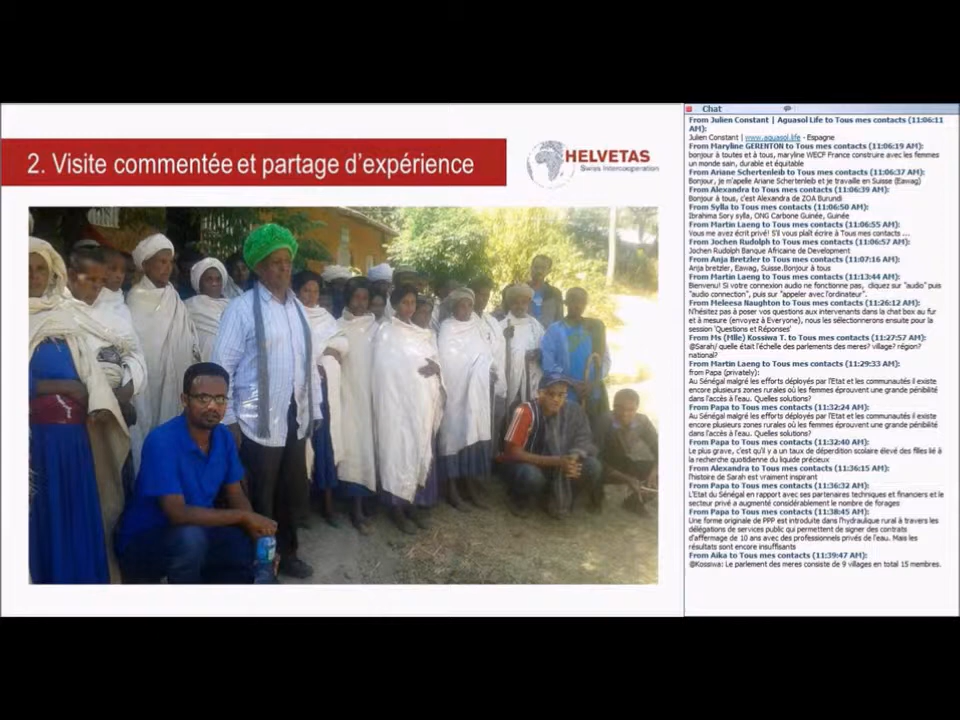 2. Visite commentée et partage d'expérience
HELVETAS
Swiss Intercooperation
Chat
From Julien Constant | Aguasol Life to Tous mes contacts (11:06:11
AM):
Julien Constant | www.aguasol.life - Espagne
From Maryline GERENTON to Tous mes contacts (11:06:19 AM):
bonjour à toutes et à tous, maryline WECF France construire avec les femmes
un monde sain, durable et équitable
From Ariane Schertenleib to Tous mes contacts (11:06:37 AM):
Bonjour, je m'apelle Ariane Schertenleib et je travaille en Suisse (Eawag)
From Alexandra to Tous mes contacts (11:06:39 AM):
Bonjour à tous, c'est Alexandra de ZOA Burundi
From Sylla to Tous mes contacts (11:06:50 AM):
Ibrahima Sory sylla, ONG Carbone Guinée, Guinée
From Martin Laeng to Tous mes contacts (11:06:55 AM):
Vous me avez écrit privé! S'il vous plaît écrire à Tous mes contacts ...
From Jochen Rudolph to Tous mes contacts (11:06:57 AM):
Jochen Rudolph Banque Africaine de Development
From Anja Bretzler to Tous mes contacts (11:07:16 AM):
Anja bretzler, Eawag, Suisse.Bonjour à tous
From Martin Laeng to Tous mes contacts (11:13:44 AM):
Bienvenu! Si votre connexion audio ne fonctionne pas, cliquez sur "audio" puis
"audio connection", puis sur "appeler avec l'ordinateur".
From Meleesa Naughton to Tous mes contacts (11:26:12 AM):
N'hésitez pas à poser vos questions aux intervenants dans la chat box au fur
et à mesure (envoyez à Everyone), nous les sélectionnerons ensuite pour la
session 'Questions et Réponses'
From Ms (Mlle) Kossiwa T. to Tous mes contacts (11:27:57 AM):
@Sarah/ quelle était l'échelle des parlements des meres? village? région?
national?
From Martin Laeng to Tous mes contacts (11:29:33 AM):
from Papa (privately):
Au Sénégal malgré les efforts déployés par l'Etat et les communautés il existe
encore plusieurs zones rurales où les femmes éprouvent une grande pénibilité
dans l'accès à l'eau. Quelles solutions?
From Papa to Tous mes contacts (11:32:24 AM):
Au Sénégal malgré les efforts déployés par l'Etat et les communautés il existe
encore plusieurs zones rurales où les femmes éprouvent une grande pénibilité
dans l'accès à l'eau. Quelles solutions?
From Papa to Tous mes contacts (11:32:40 AM):
Le plus grave, c'est qu'il y a un taux de déperdition scolaire élevé des filles lié à
la recherche quotidienne du liquide précieux
From Alexandra to Tous mes contacts (11:36:15 AM):
l'histoire de Sarah est vraiment inspirant
From Papa to Tous mes contacts (11:36:32 AM):
L'Etat du Sénégal en rapport avec ses partenaires techniques et financiers et le
secteur privé a augmenté considérablement le nombre de forages
From Papa to Tous mes contacts (11:38:45 AM):
Une forme originale de PPP est introduite dans l'hydraulique rural à travers les
délégations de services public qui permettent de signer des contrats
d'affermage de 10 ans avec des professionnels privés de l'eau. Mais les
résultats sont encore insuffisants
From Aika to Tous mes contacts (11:39:47 AM):
@Kossiwa: Le parlement des meres consiste de 9 villages en total 15 membres.